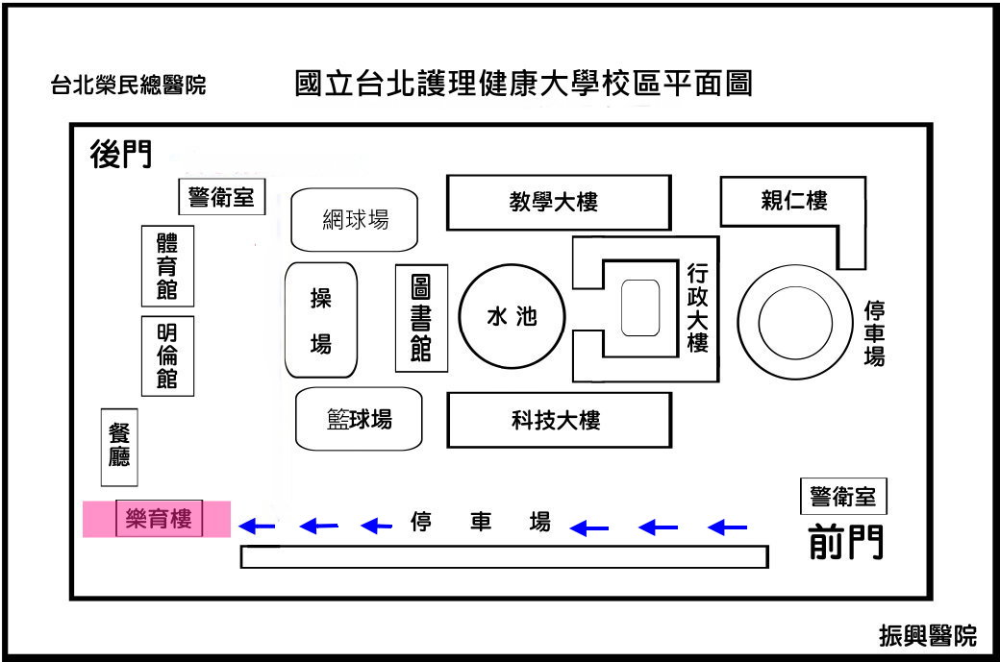 台北榮民總醫院
國立台北護理健康大學校區平面圖
後門
警衛室
網球場
教學大樓
親仁樓
體育館
操場
圖書館
水池
行政大樓
停車場
明倫館
籃球場
科技大樓
餐廳
警衛室
樂育樓
停車場
前門
振興醫院